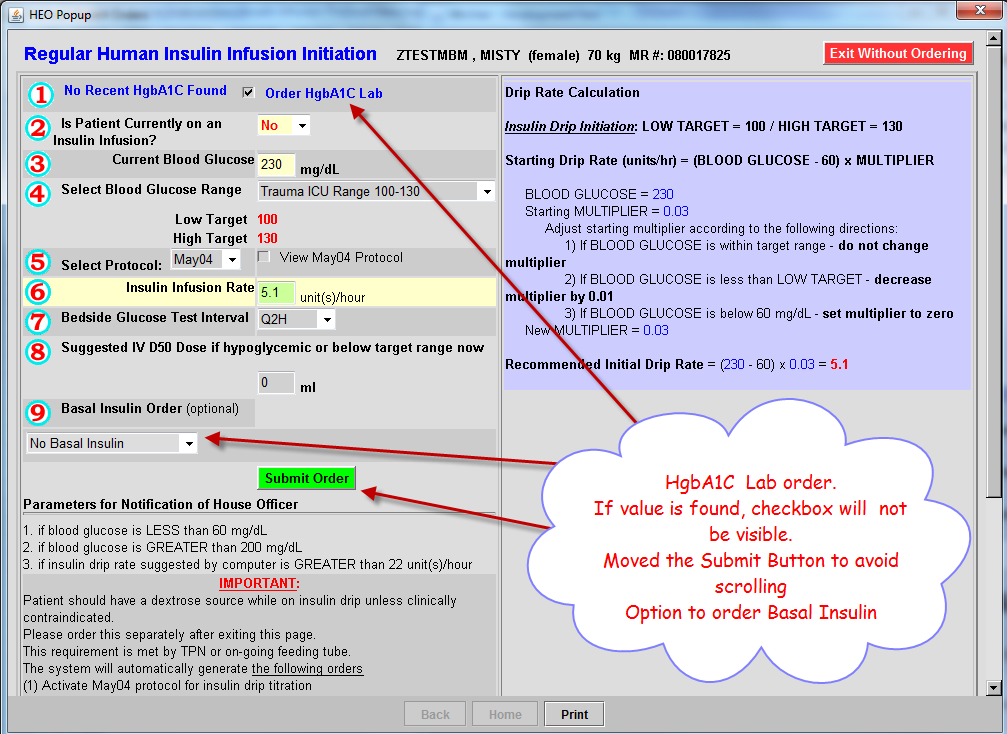 HEO Popup
Regular Human Insulin Infusion Initiation ZTESTMBM , MISTY (female) 70 kg MR #: 080017825
Exit Without Ordering
1 No Recent HgbA1C Found Order HgbA1C Lab
2 Is Patient Currently on an
Insulin Infusion? No
3 Current Blood Glucose 230 mg/dL
4 Select Blood Glucose Range Trauma ICU Range 100-130
Low Target 100
High Target 130
5 Select Protocol: May04 View May04 Protocol
6 Insulin Infusion Rate 5.1 unit(s)/hour
7 Bedside Glucose Test Interval Q2H
8 Suggested IV D50 Dose if hypoglycemic or below target range now
0 ml
9 Basal Insulin Order (optional)
No Basal Insulin
Submit Order
Parameters for Notification of House Officer
1. if blood glucose is LESS than 60 mg/dL
2. if blood glucose is GREATER than 200 mg/dL
3. if insulin drip rate suggested by computer is GREATER than 22 unit(s)/hour
IMPORTANT:
Patient should have a dextrose source while on insulin drip unless clinically
contraindicated.
Please order this separately after exiting this page.
This requirement is met by TPN or on-going feeding tube.
The system will automatically generate the following orders
(1) Activate May04 protocol for insulin drip titration
Drip Rate Calculation
Insulin Drip Initiation: LOW TARGET = 100 / HIGH TARGET = 130
Starting Drip Rate (units/hr) = (BLOOD GLUCOSE - 60) x MULTIPLIER
BLOOD GLUCOSE = 230
Starting MULTIPLIER = 0.03
Adjust starting multiplier according to the following directions:
1) If BLOOD GLUCOSE is within target range - do not change
multiplier
2) If BLOOD GLUCOSE is less than LOW TARGET - decrease
multiplier by 0.01
3) If BLOOD GLUCOSE is below 60 mg/dL - set multiplier to zero
New MULTIPLIER = 0.03
Recommended Initial Drip Rate = (230 - 60) x 0.03 = 5.1
HgbA1C Lab order.
If value is found, checkbox will not
be visible.
Moved the Submit Button to avoid
scrolling
Option to order Basal Insulin
Back Home Print